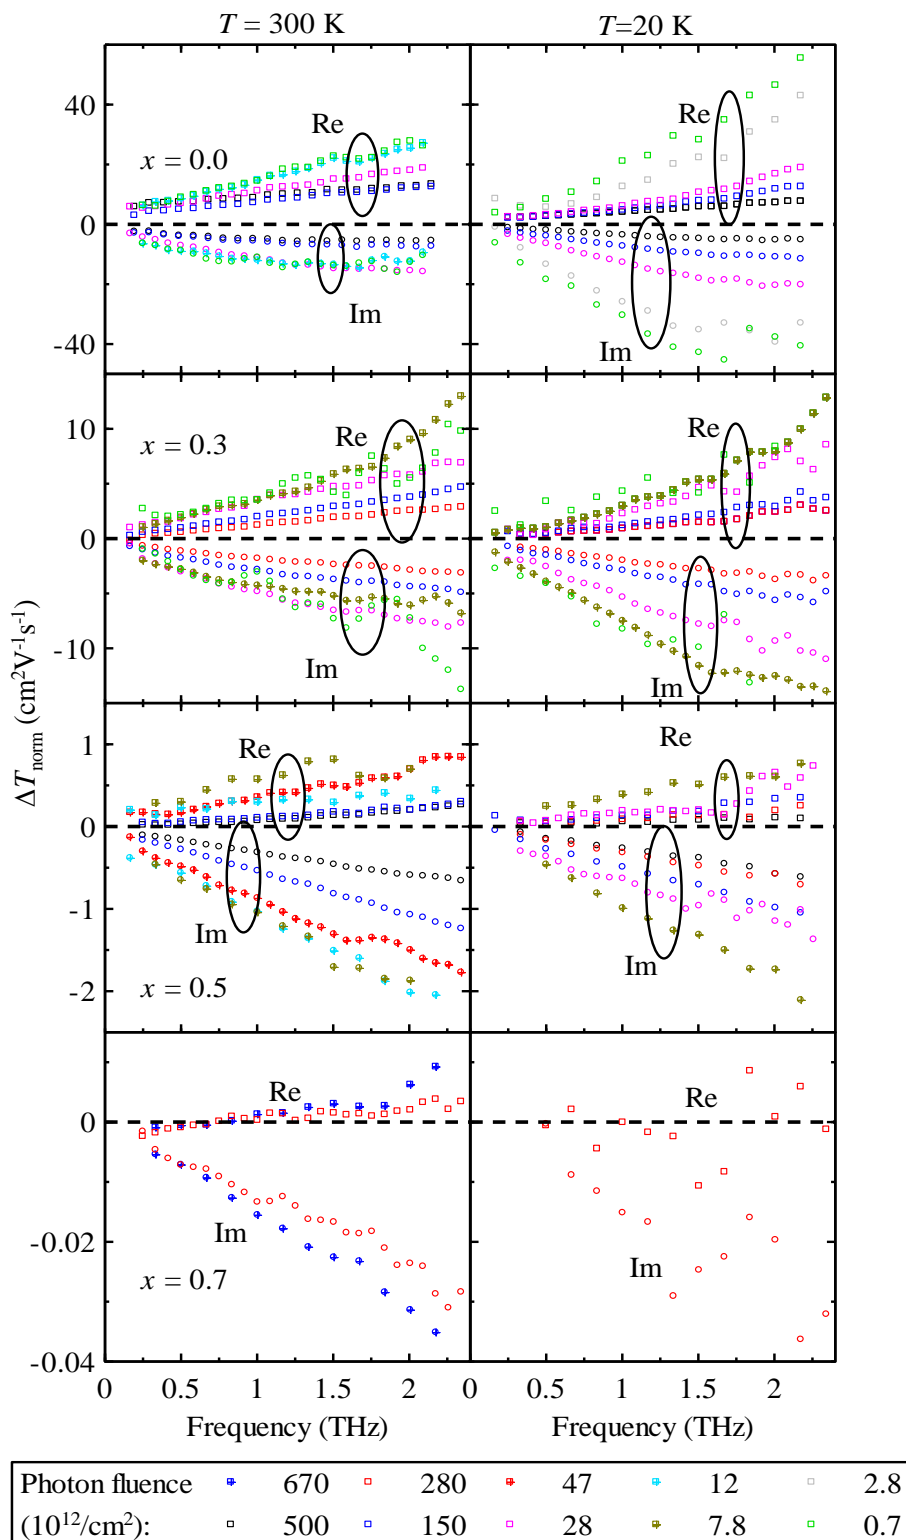 T = 300 K
T=20 K
40
20
0
-20
-40
x = 0.0
Re
Im
Re
Im
10
0
-10
x = 0.3
Re
Im
Re
Im
ΔT_norm (cm²V⁻¹s⁻¹)
1
0
-1
-2
Re
Im
x = 0.5
Re
Im
0
-0.02
-0.04
Re
Im
x = 0.7
Re
Im
0 0.5 1 1.5 2 0 0.5 1 1.5 2
Frequency (THz) Frequency (THz)
Photon fluence 670 280 47 12 2.8
(10¹²/cm²): 500 150 28 7.8 0.7